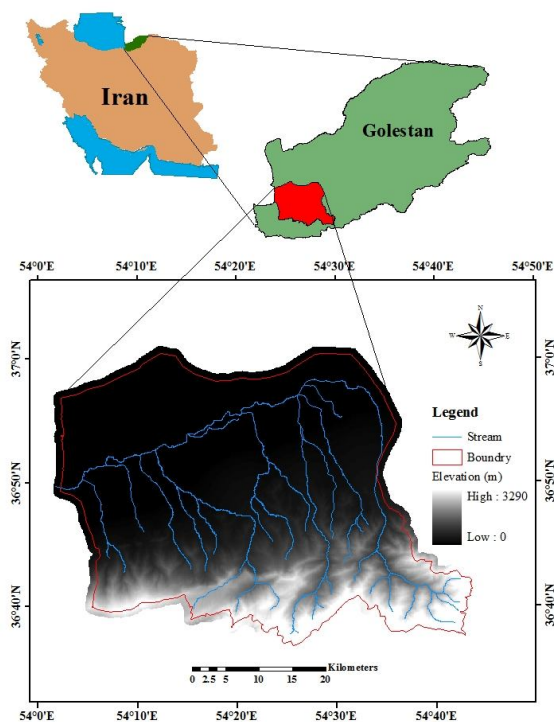 Iran
Golestan
54°0'E 54°10'E 54°20'E 54°30'E 54°40'E 54°50'E
N
W E
S
37°0'N 37°0'N
Legend
Stream
Boundry
36°50'N 36°50'N
Elevation (m)
High : 3290
Low : 0
36°40'N 36°40'N
Kilometers
0 2.5 5 10 15 20
54°0'E 54°10'E 54°20'E 54°30'E 54°40'E